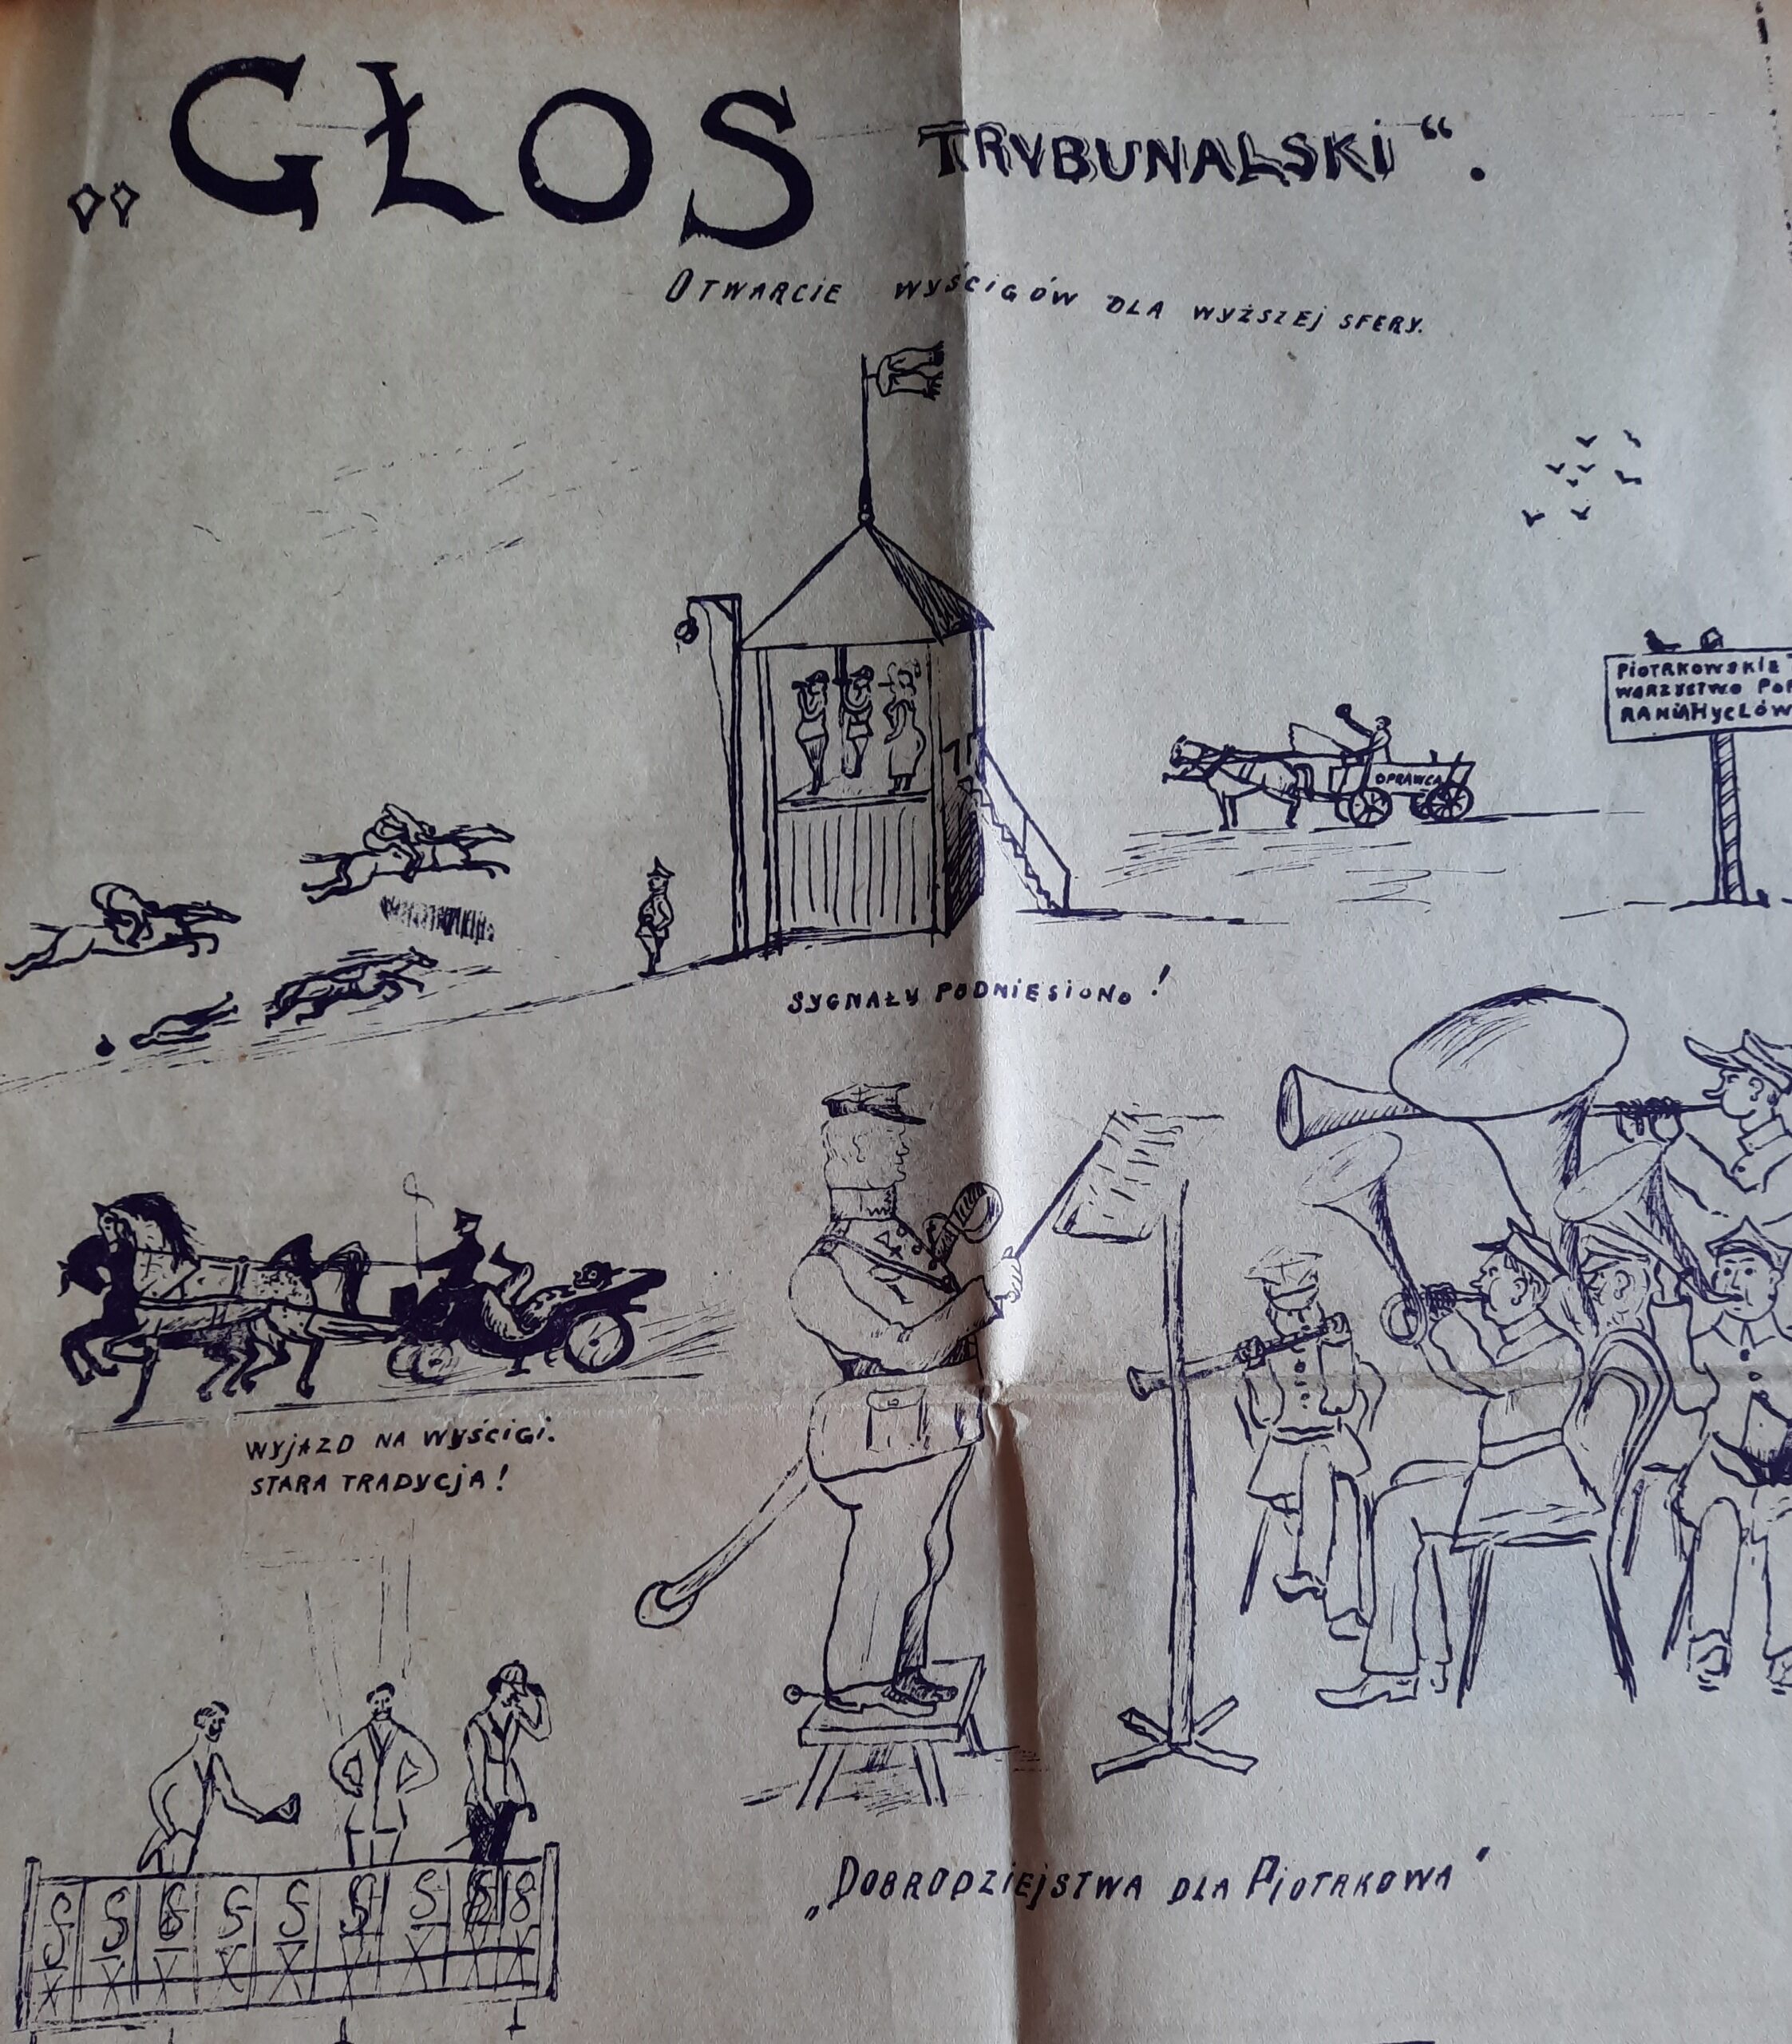 „GŁOS TRYBUNALSKI“.
OTWARCIE WYŚCIGÓW DLA WYŻSZEJ SFERY.
PIOTRKOWSKIE
WARZYSTWO POP
RANIA HYCLÓW
OPRAWCA
SYGNAŁY PODNIESIONO!
WYJAZD NA WYŚCIGI.
STARA TRADYCJA!
„DOBRODZIEJSTWA DLA PIOTRKOWA”